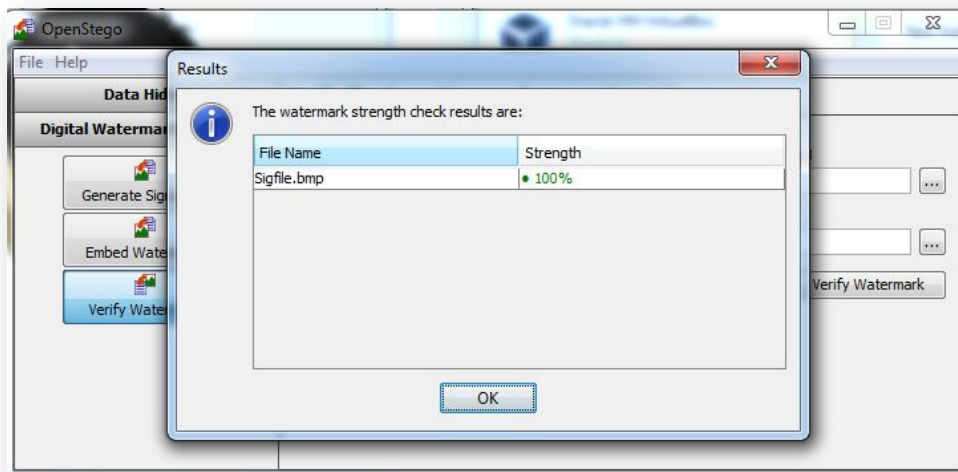 OpenStego
File Help
Results
Data Hid
Digital Waterma
The watermark strength check results are:
File Name Strength
Sigfile.bmp • 100%
Generate Sig
Embed Wate
Verify Wate
...
...
Verify Watermark
OK